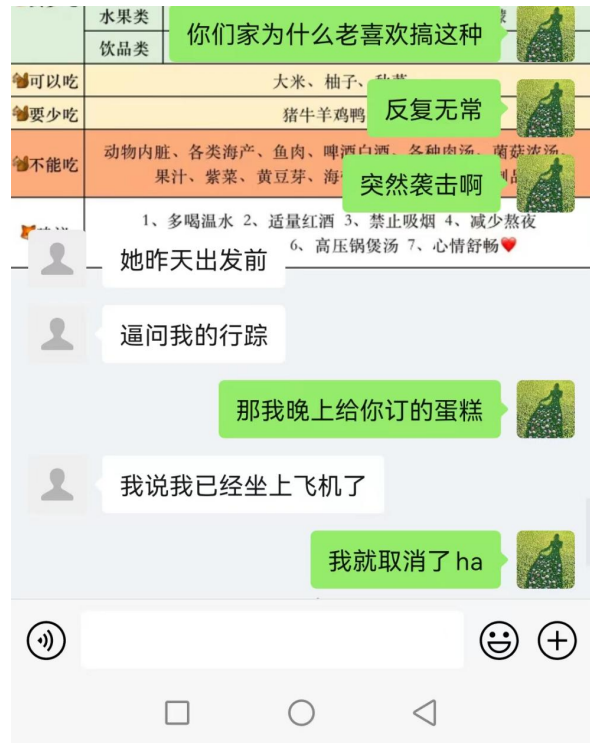 水果类
你们家为什么老喜欢搞这种
饮品类
可以吃
大米、柚子、
要少吃
猪牛羊鸡鸭
反复无常
不能吃
动物内脏、各类海产、鱼肉、啤酒白酒、各种肉汤、菌菇浓汤、
果汁、紫菜、黄豆芽、海
突然袭击啊
1、多喝温水 2、适量红酒 3、禁止吸烟 4、减少熬夜
6、高压锅煲汤 7、心情舒畅❤
她昨天出发前
逼问我的行踪
那我晚上给你订的蛋糕
我说我已经坐上飞机了
我就取消了ha